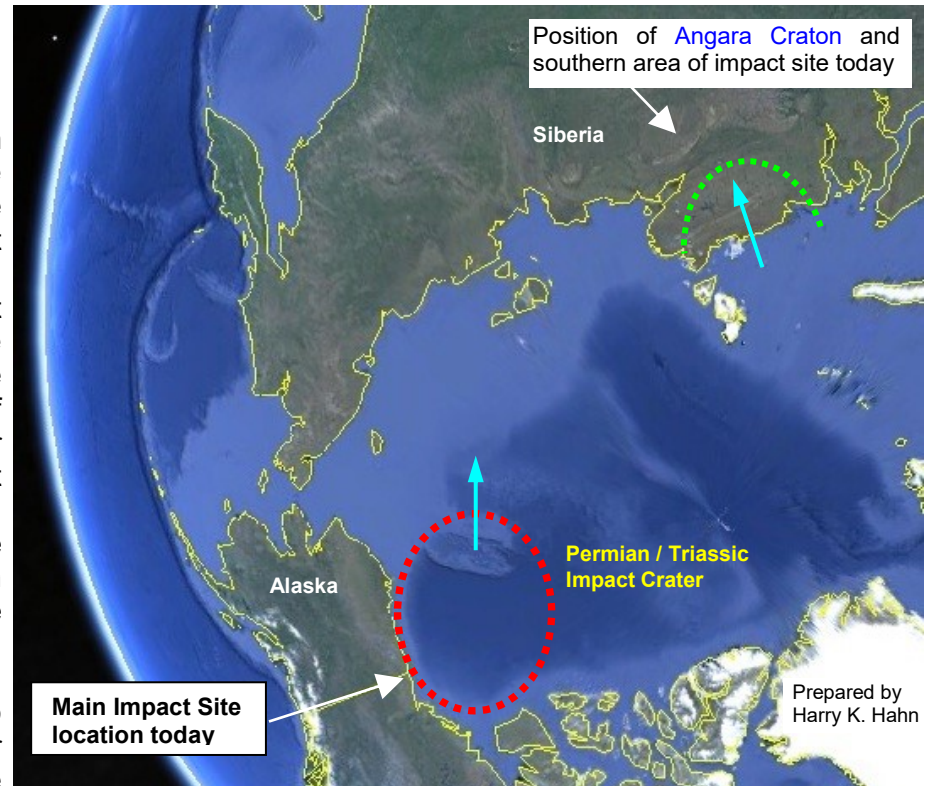 Position of Angara Craton and
southern area of impact site today
Siberia
Permian / Triassic
Impact Crater
Alaska
Main Impact Site
location today
Prepared by
Harry K. Hahn